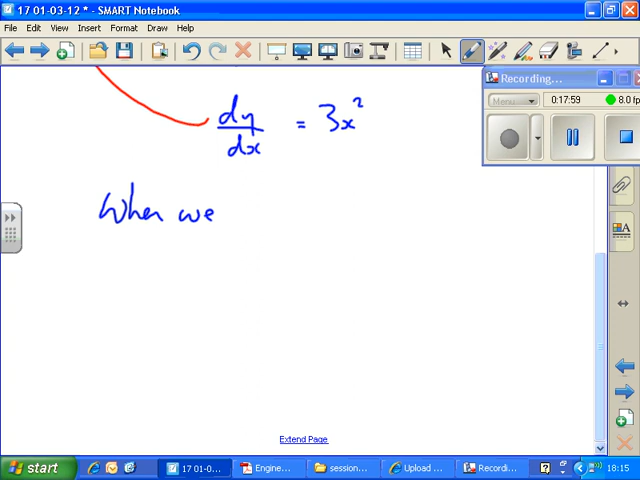 17 01-03-12 * - SMART Notebook
File Edit View Insert Format Draw Help
Recording...
Menu
0:17:59
8.0 fp
dy/dx = 3x²
When we
Extend Page
start
17 01-0...
Engine...
session...
Upload ...
Recordi...
18:15